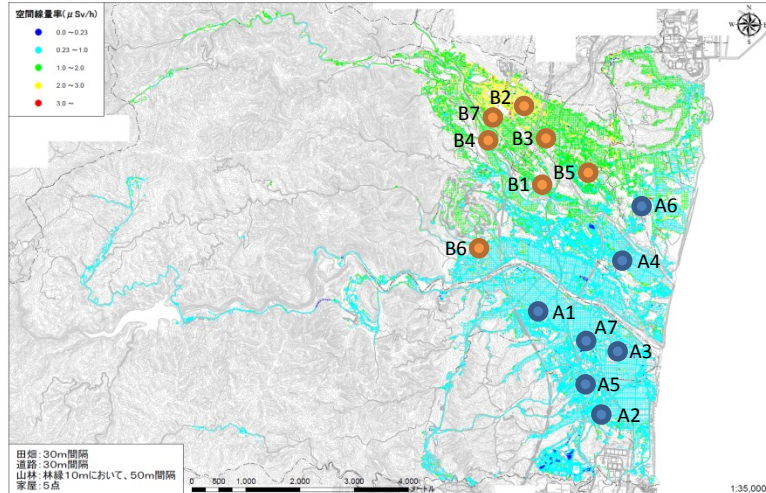 空間線量率(μSv/h)
0.0～0.23
0.23～1.0
1.0～2.0
2.0～3.0
3.0～
N
W
E
S
B2
B7
B3
B4
B5
B1
A6
B6
A4
A1
A7
A3
A5
A2
田畑:30m間隔
道路:30m間隔
山林:林縁10mにおいて、50m間隔
家屋:5点
0 500 1,000 2,000 3,000 4,000
メートル
1:35,000